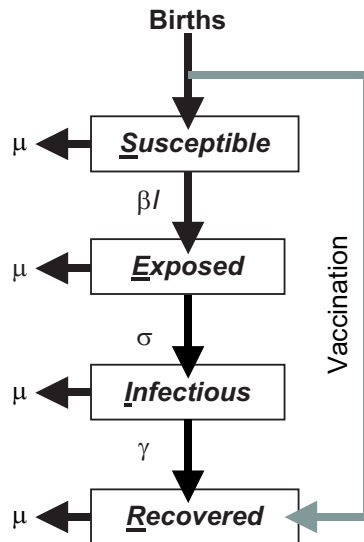 Births
μ Susceptible
βI
μ Exposed
σ
Vaccination
μ Infectious
γ
μ Recovered